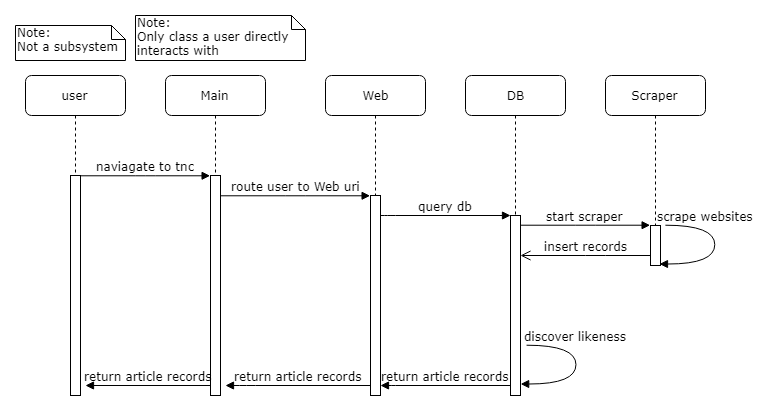 Note:
Not a subsystem
Note:
Only class a user directly
interacts with
user
Main
Web
DB
Scraper
naviagate to tnc
route user to Web uri
query db
start scraper
scrape websites
insert records
discover likeness
return article records
return article records
return article records